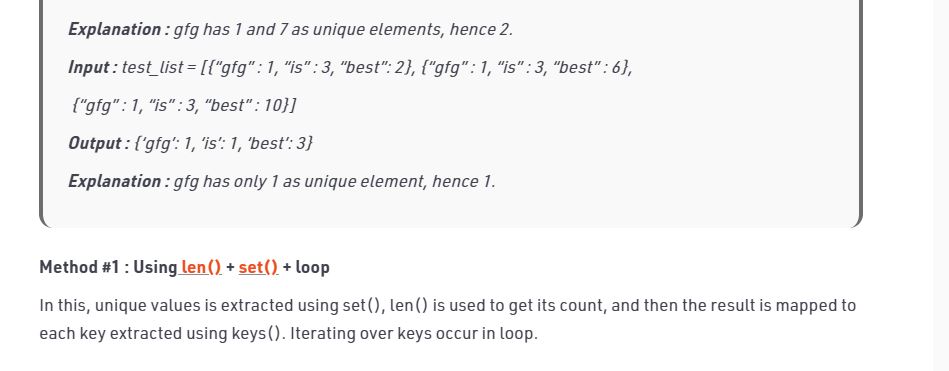 Explanation : gfg has 1 and 7 as unique elements, hence 2.
Input : test_list = [{“gfg” : 1, “is” : 3, “best”: 2}, {“gfg” : 1, “is” : 3, “best” : 6},
{“gfg” : 1, “is” : 3, “best” : 10}]
Output : {‘gfg’: 1, ‘is’: 1, ‘best’: 3}
Explanation : gfg has only 1 as unique element, hence 1.
Method #1 : Using len() + set() + loop
In this, unique values is extracted using set(), len() is used to get its count, and then the result is mapped to
each key extracted using keys(). Iterating over keys occur in loop.